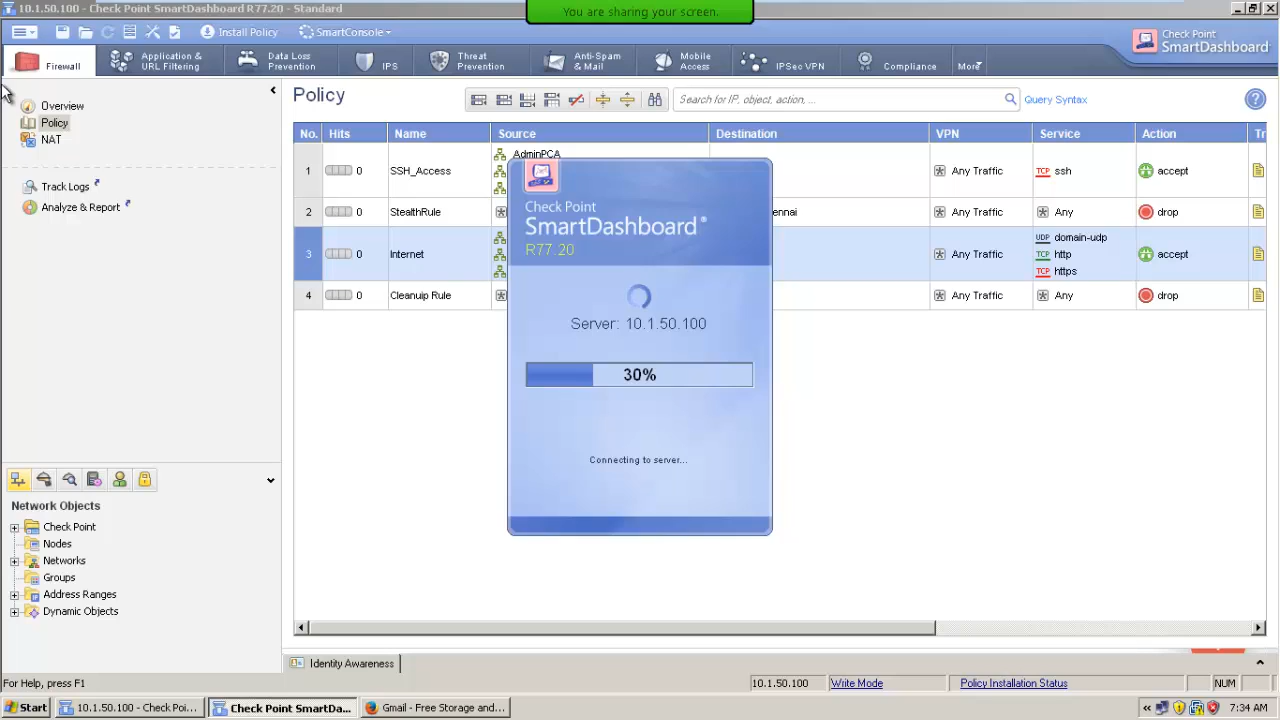 10.1.50.100 - Check Point SmartDashboard R77.20 - Standard
You are sharing your screen.
Install Policy
SmartConsole
Check Point
SmartDashboard
Firewall
Application &
URL Filtering
Data Loss
Prevention
IPS
Threat
Prevention
Anti-Spam
& Mail
Mobile
Access
IPSec VPN
Compliance
More
Overview
Policy
NAT
Track Logs
Analyze & Report
Policy
Search for IP, object, action, ...
Query Syntax
No. Hits Name Source Destination VPN Service Action Tr
AdminPCA
1 0 SSH_Access Any Traffic TCP ssh accept
2 0 StealthRule ennai Any Traffic Any drop
UDP domain-udp
3 0 Internet Any Traffic http accept
TCP https
4 0 Cleanuip Rule Any Traffic Any drop
Check Point
SmartDashboard
R77.20
Server: 10.1.50.100
30%
Connecting to server...
Network Objects
Check Point
Nodes
Networks
Groups
Address Ranges
Dynamic Objects
Identity Awareness
For Help, press F1
10.1.50.100
Write Mode
Policy Installation Status
NUM
Start
10.1.50.100 - Check Poi...
Check Point SmartDa...
Gmail - Free Storage and...
7:34 AM